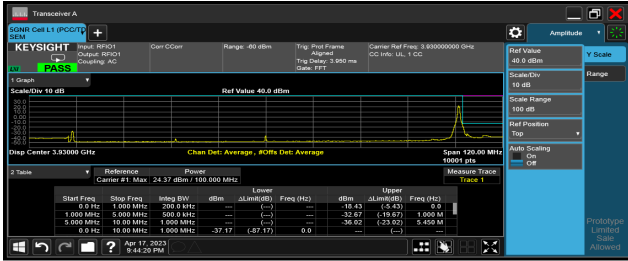 Transceiver A
5GNR Cell L1 (PCC/TP
SEM
Amplitude
KEYSIGHT
Input: RFIO1
Output: RFIO1
Coupling: AC
Corr CCorr
Range: -60 dBm
Trig: Prot Frame
Aligned
Trig Delay: 3.950 ms
Gate: FFT
Carrier Ref Freq: 3.930000000 GHz
CC Info: UL, 1 CC
PASS
Ref Value
40.0 dBm
Y Scale
Scale/Div
10 dB
Range
Scale Range
100 dB
Ref Position
Top
Auto Scaling
On
Off
1 Graph
Scale/Div 10 dB
Ref Value 40.0 dBm
30.0
20.0
10.0
Disp Center 3.93000 GHz
Chan Det: Average , #Offs Det: Average
Span 120.00 MHz
10001 pts
2 Table
Reference
Power
Measure Trace
Carrier #1: Max
24.37 dBm / 100.000 MHz
Trace 1
Lower
Upper
Start Freq Stop Freq Integ BW dBm ΔLimit(dB) Freq (Hz) dBm ΔLimit(dB) Freq (Hz)
0.0 Hz 1.000 MHz 200.0 kHz --- (---) --- -18.43 (-5.43) 0.0
1.000 MHz 5.000 MHz 500.0 kHz --- (---) --- -32.67 (-19.67) 1.000 M
5.000 MHz 10.00 MHz 1.000 MHz --- (---) --- -36.02 (-23.02) 5.450 M
0.0 Hz 10.00 MHz 1.000 MHz -37.17 (-87.17) 0.0 --- (---) ---
Prototype
Limited
Sale
Allowed
Apr 17, 2023
9:44:20 PM